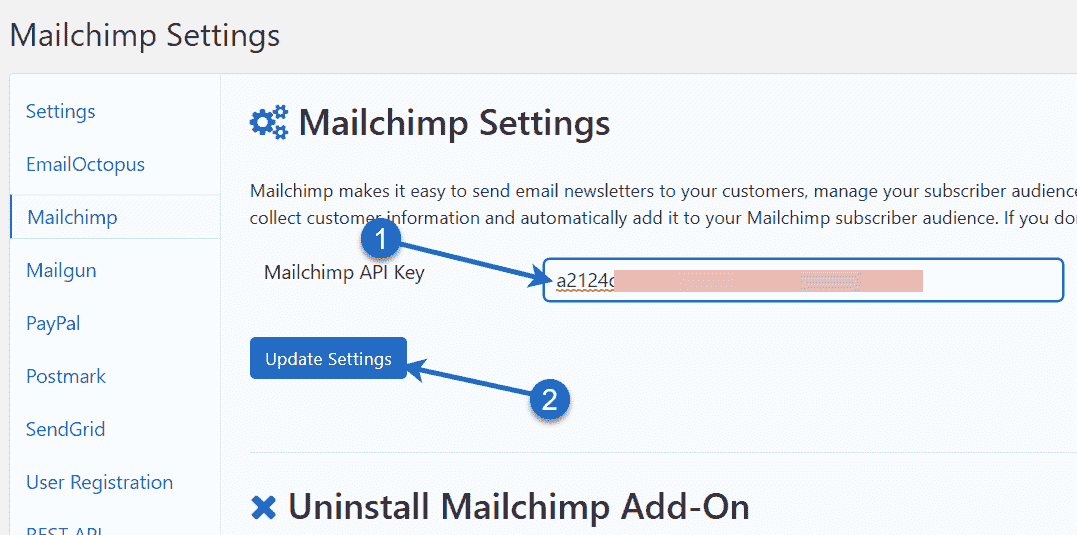 Mailchimp Settings
Settings
EmailOctopus
Mailchimp
Mailgun
PayPal
Postmark
SendGrid
User Registration
REST API
Mailchimp Settings
Mailchimp makes it easy to send email newsletters to your customers, manage your subscriber audience
collect customer information and automatically add it to your Mailchimp subscriber audience. If you do
1
Mailchimp API Key
a2124
Update Settings
2
Uninstall Mailchimp Add-On